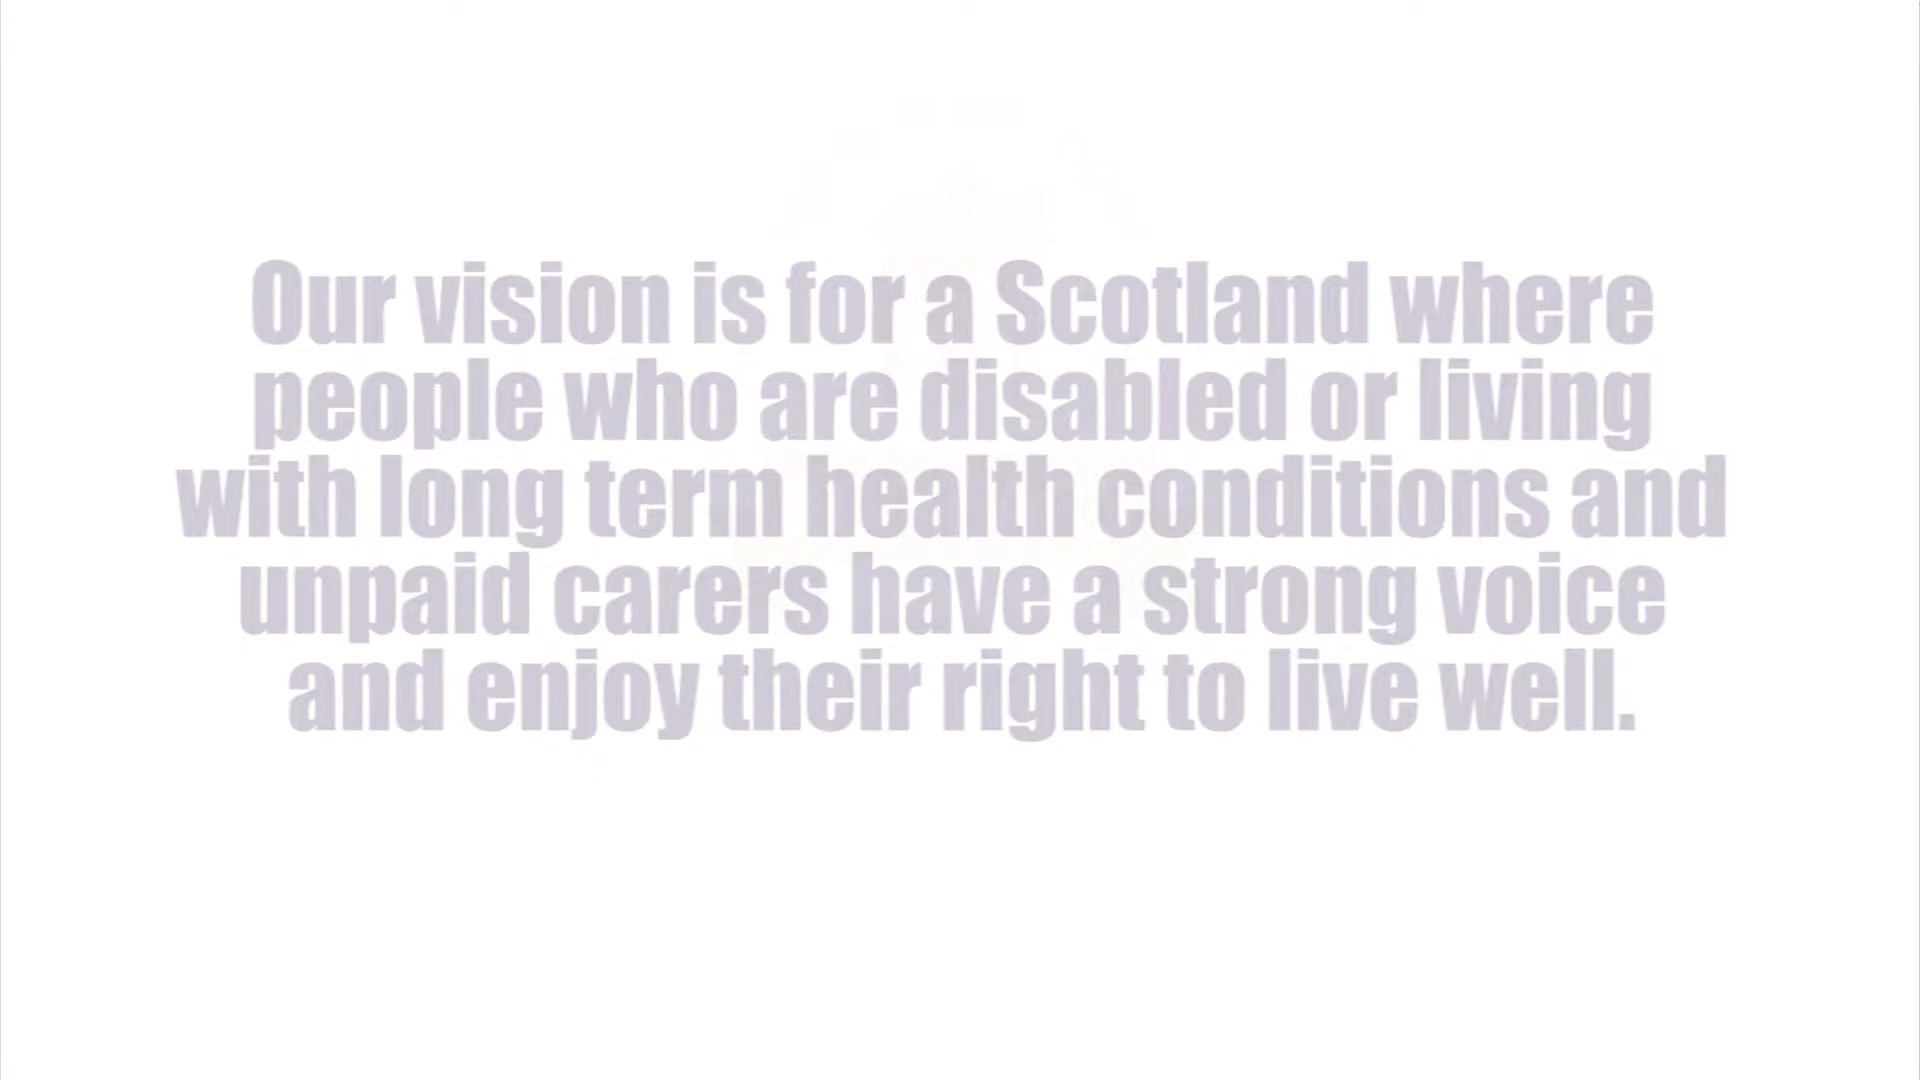 Our vision is for a Scotland where
people who are disabled or living
with long term health conditions and
unpaid carers have a strong voice
and enjoy their right to live well.